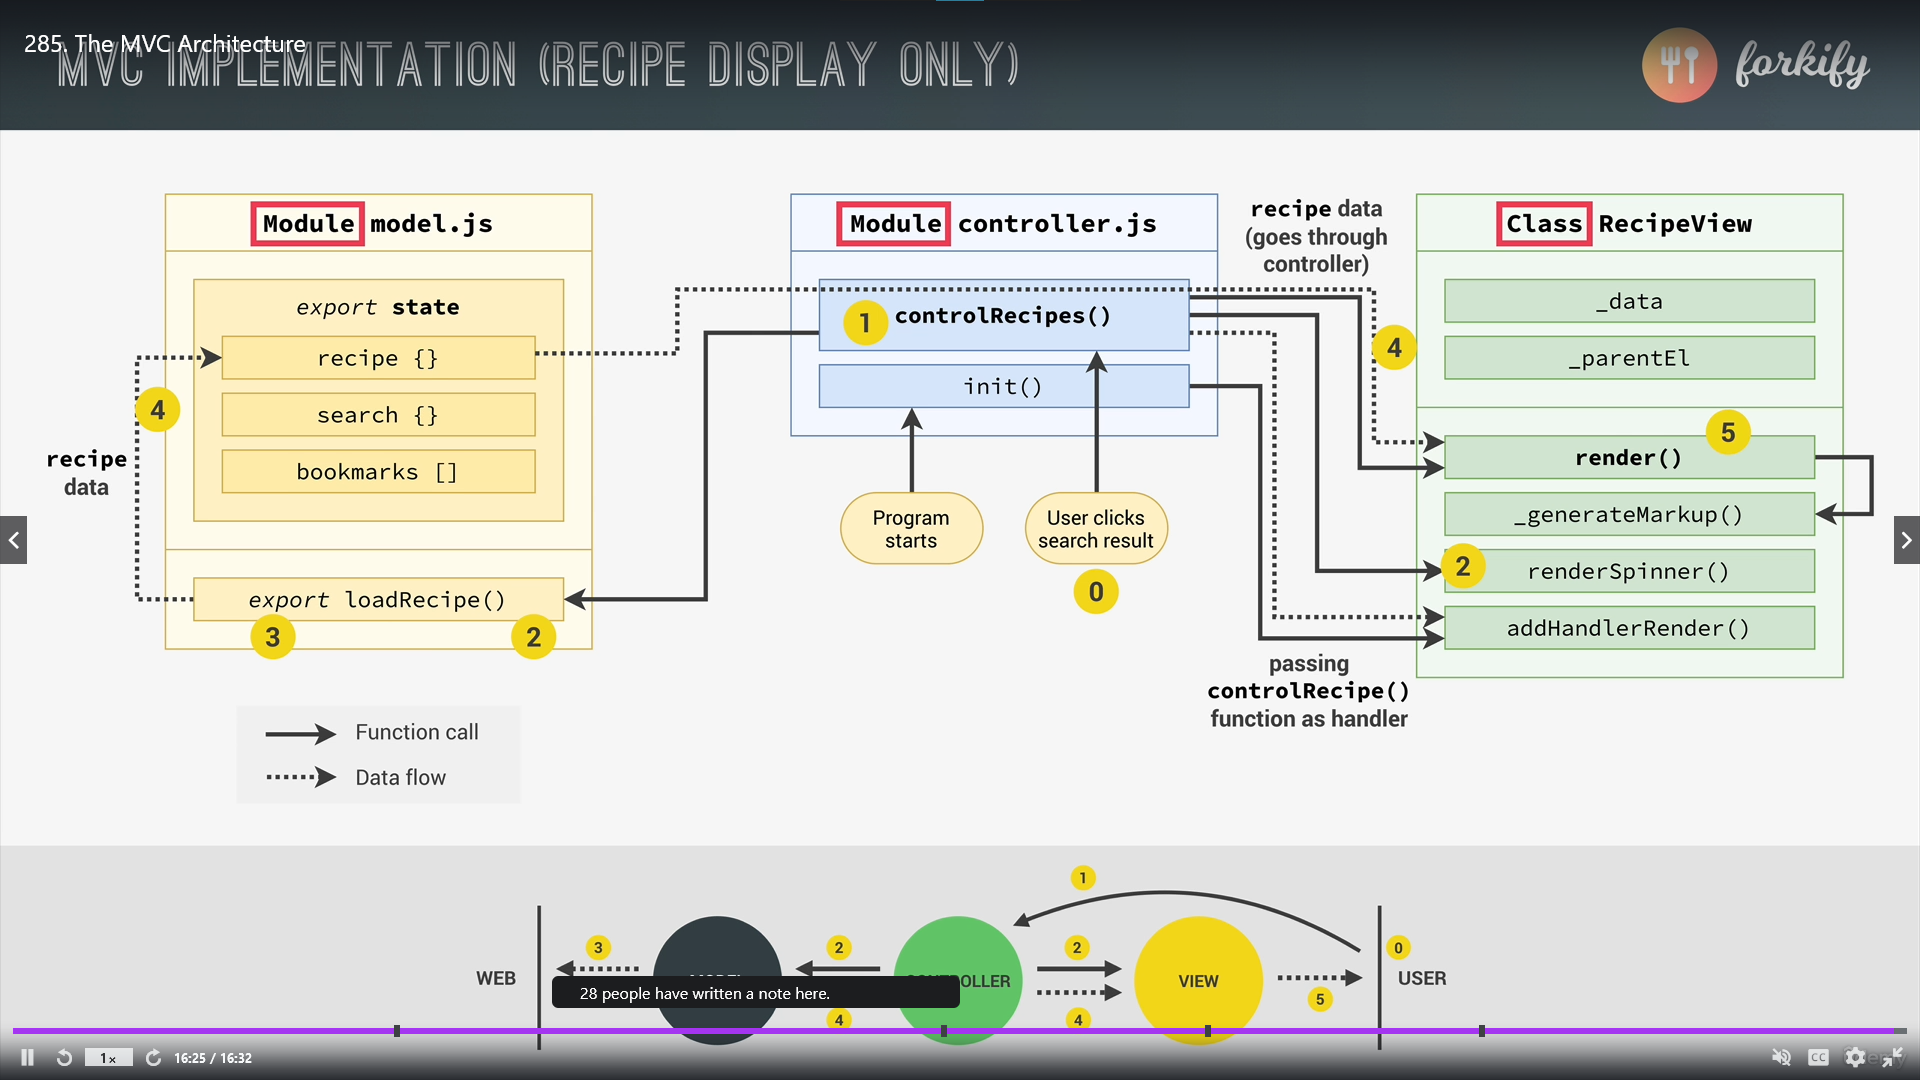 285. The MVC Architecture
MVC IMPLEMENTATION (RECIPE DISPLAY ONLY)
forkify
Module model.js
export state
recipe {}
search {}
bookmarks []
export loadRecipe()
3
2
4
recipe
data
Module controller.js
1
controlRecipes()
init()
Program
starts
User clicks
search result
0
recipe data
(goes through
controller)
4
Class RecipeView
_data
_parentEl
5
render()
_generateMarkup()
2
renderSpinner()
addHandlerRender()
passing
controlRecipe()
function as handler
Function call
Data flow
1
3
2
2
0
WEB
VIEW
USER
28 people have written a note here.
4
4
5
1x
16:25 / 16:32
CC